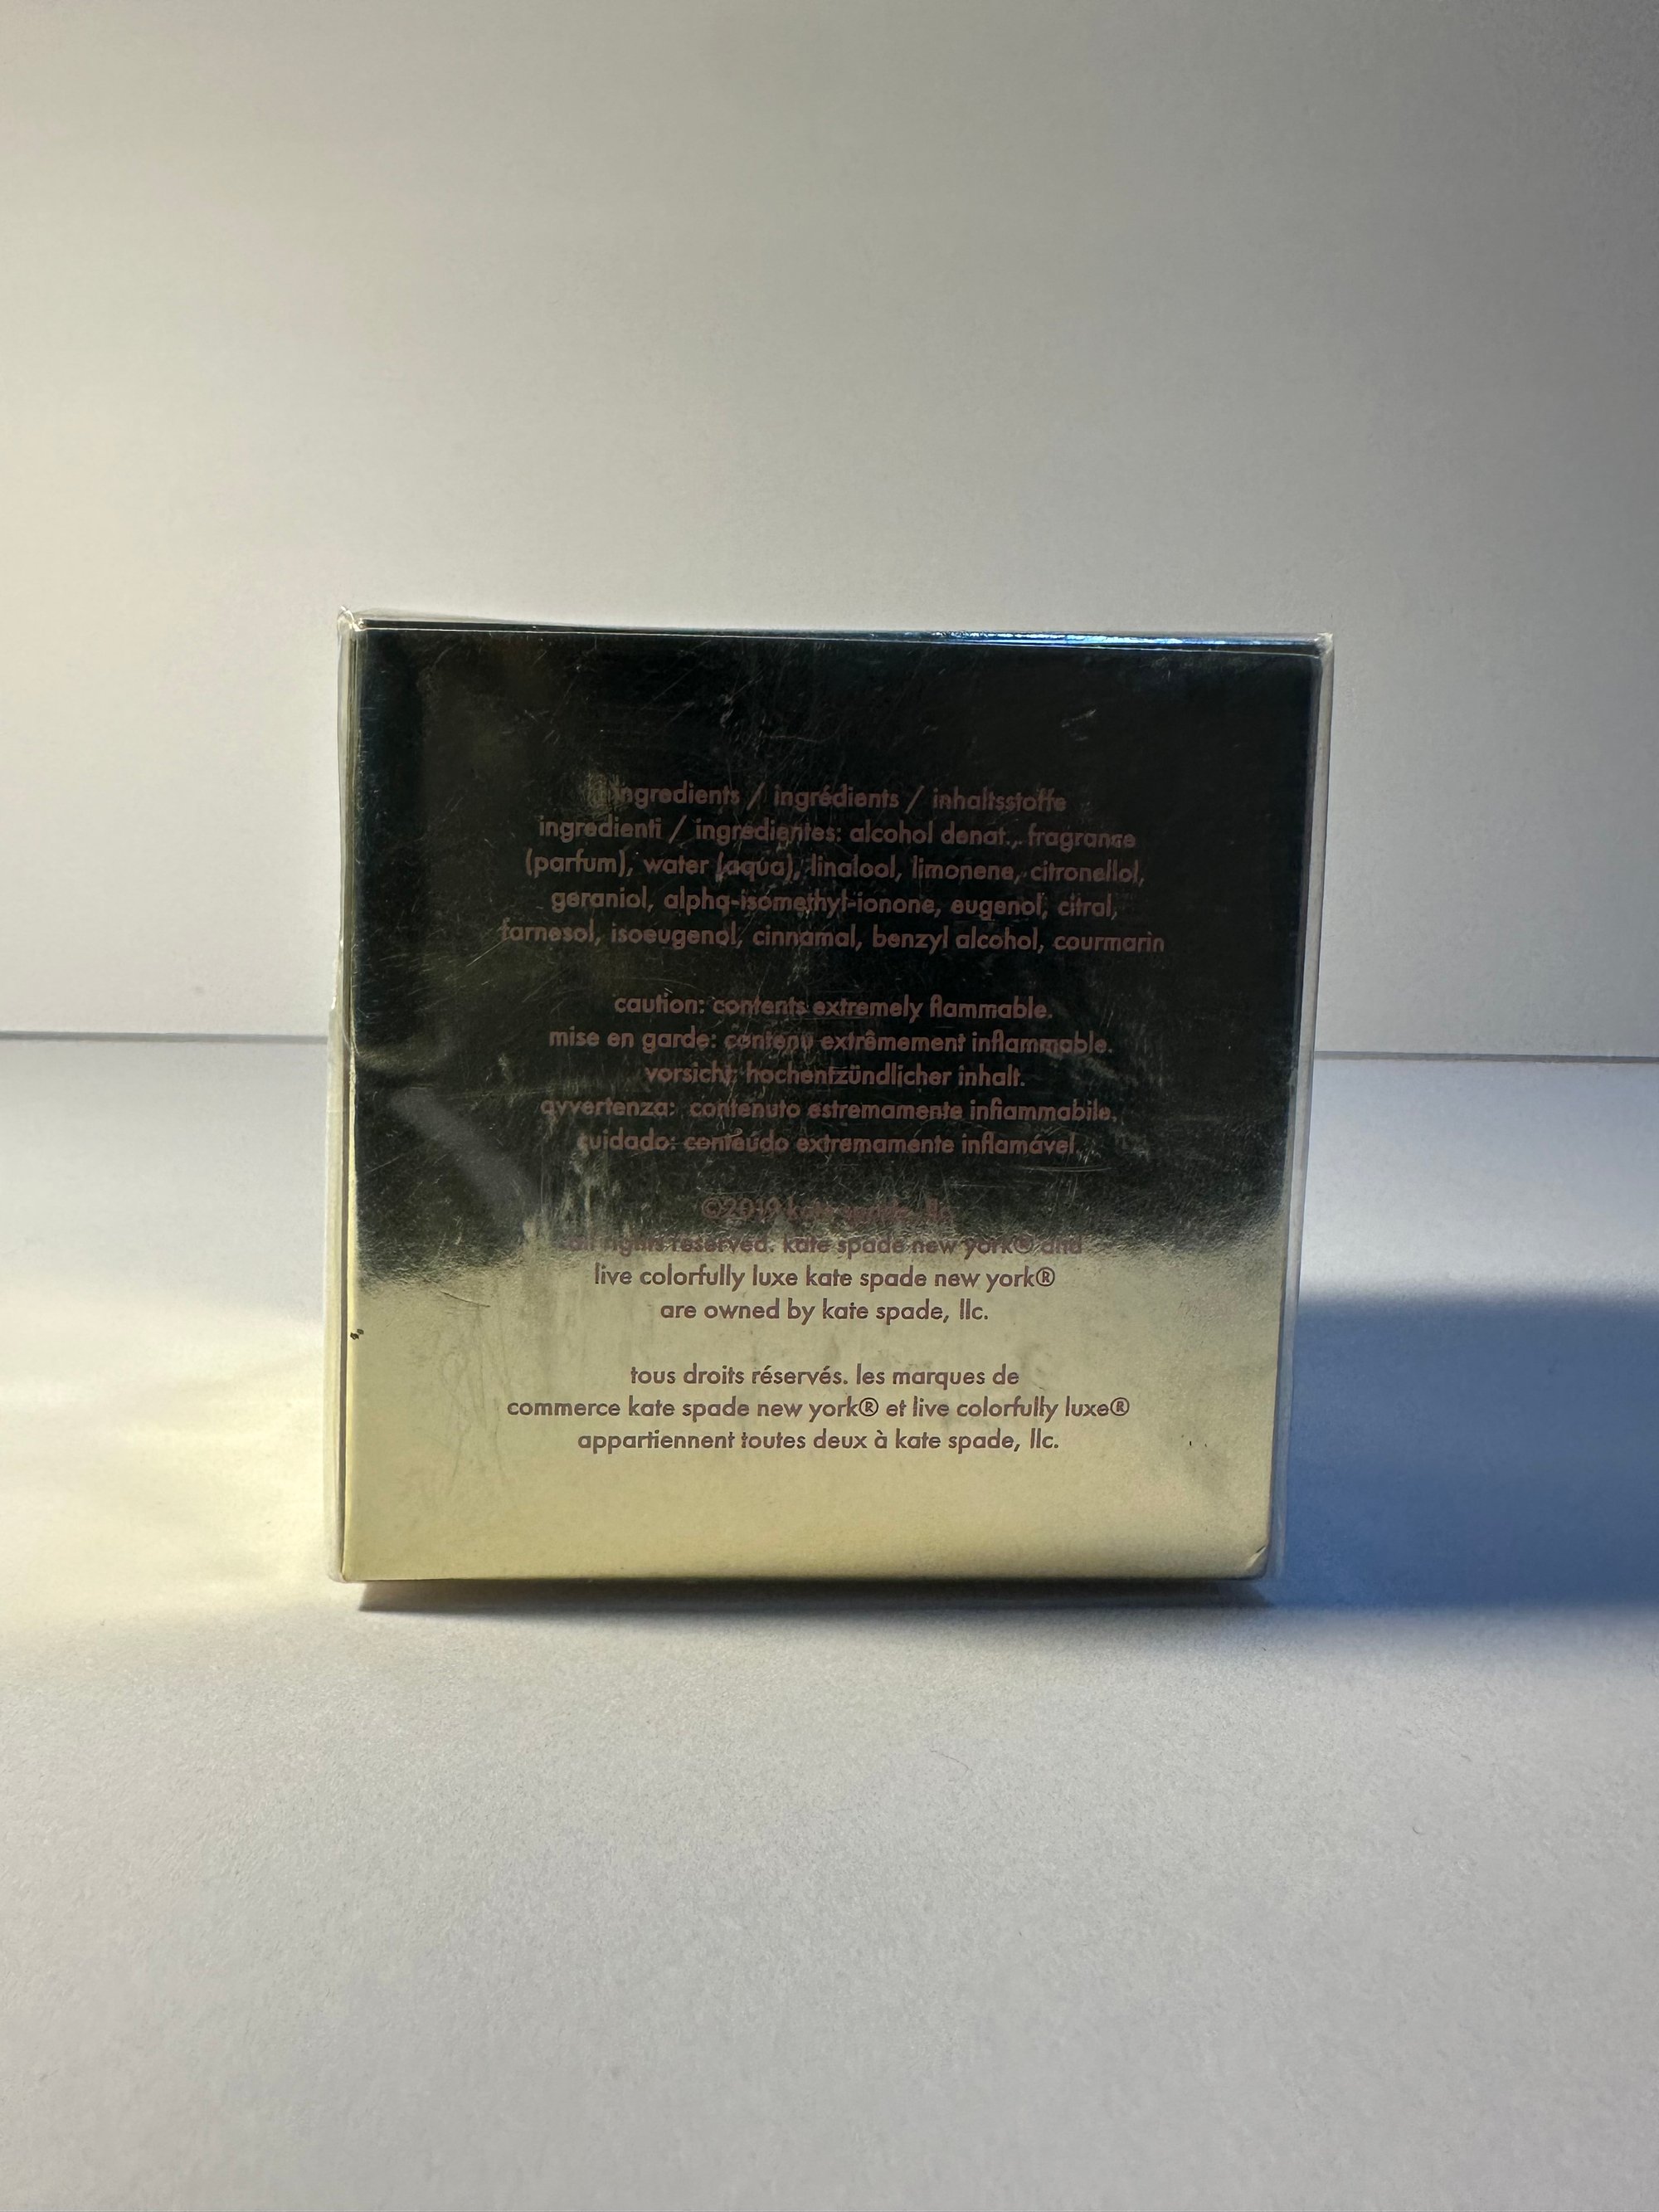 ingredients / ingrédients / inhaltsstoffe
ingredienti / ingredientes: alcohol denat., fragrance
(parfum), water (aqua), linalool, limonene, citronellol,
geraniol, alpha-isomethyl-ionone, eugenol, citral,
farnesol, isoeugenol, cinnamal, benzyl alcohol, courmarin
caution: contents extremely flammable.
mise en garde: contenu extrêmement inflammable.
vorsicht: hochentzündlicher inhalt.
avvertenza: contenuto estremamente infiammabile.
cuidado: conteúdo extremamente inflamável.
©2019 kate spade, llc.
all rights reserved. kate spade new york® and
live colorfully luxe kate spade new york®
are owned by kate spade, llc.
tous droits réservés. les marques de
commerce kate spade new york® et live colorfully luxe®
appartiennent toutes deux à kate spade, llc.